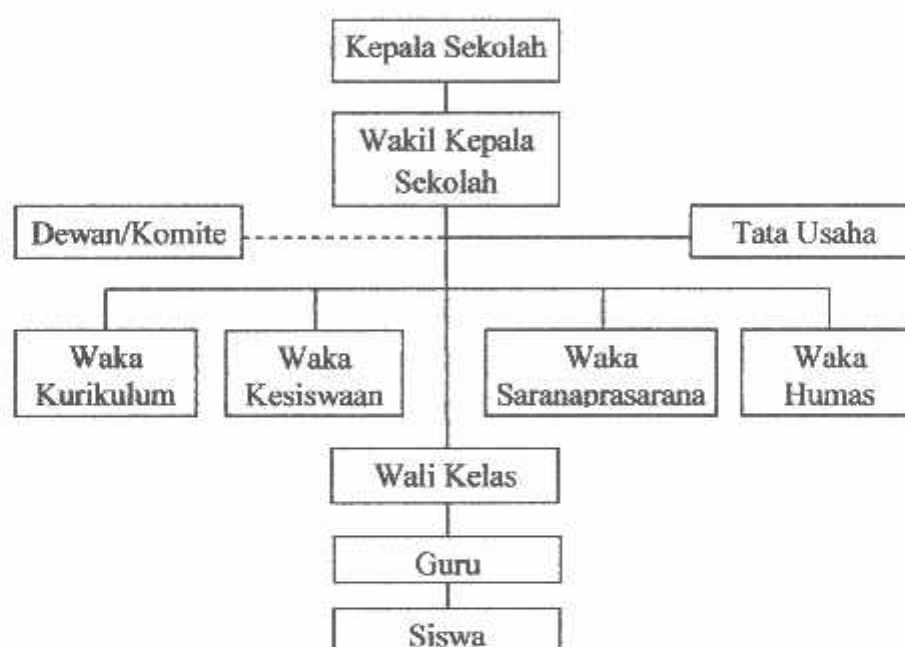 Kepala Sekolah
Wakil Kepala
Sekolah
Dewan/Komite
Tata Usaha
Waka
Kurikulum
Waka
Kesiswaan
Waka
Saranaprasarana
Waka
Humas
Wali Kelas
Guru
Siswa